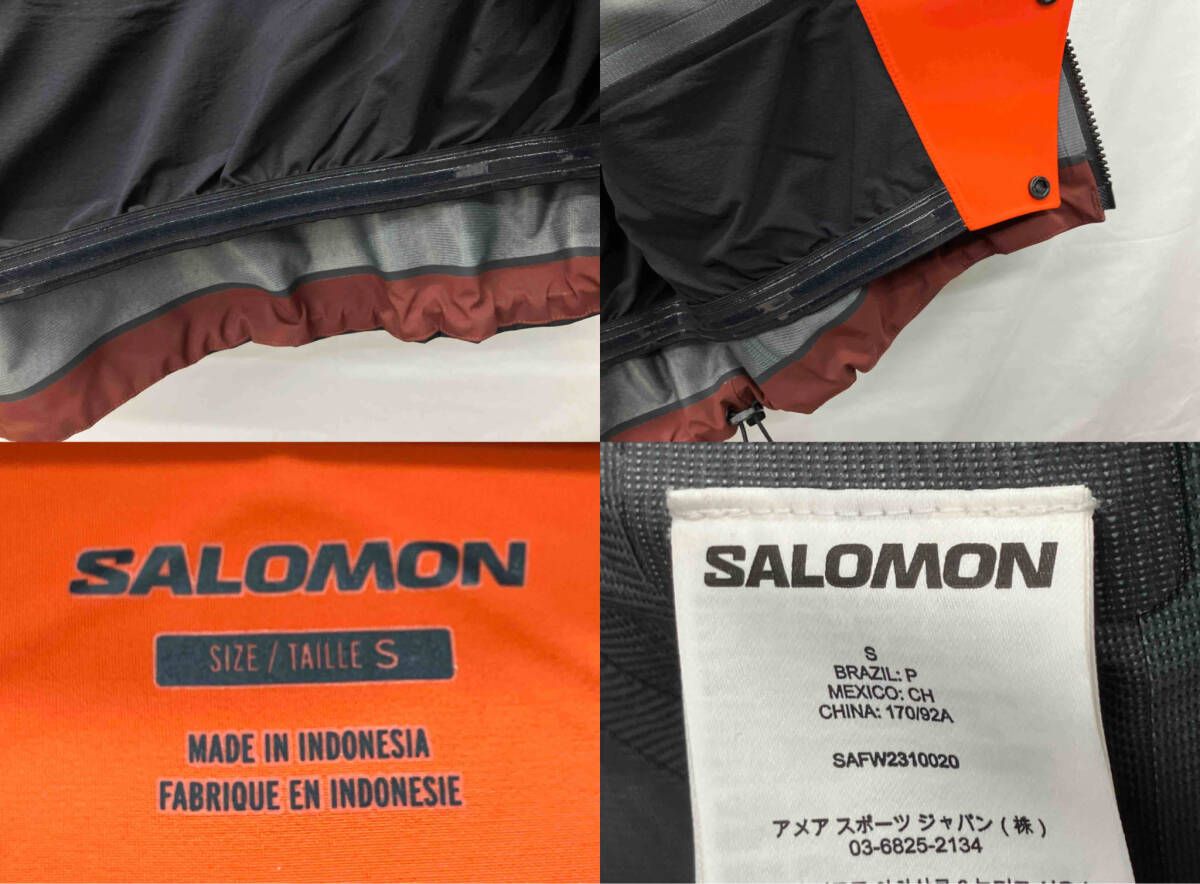 SALOMON
SIZE / TAILLE S
MADE IN INDONESIA
FABRIQUE EN INDONESIE
SALOMON
S
BRAZIL: P
MEXICO: CH
CHINA: 170/92A
SAFW2310020
アメア スポーツ ジャパン (株)
03-6825-2134